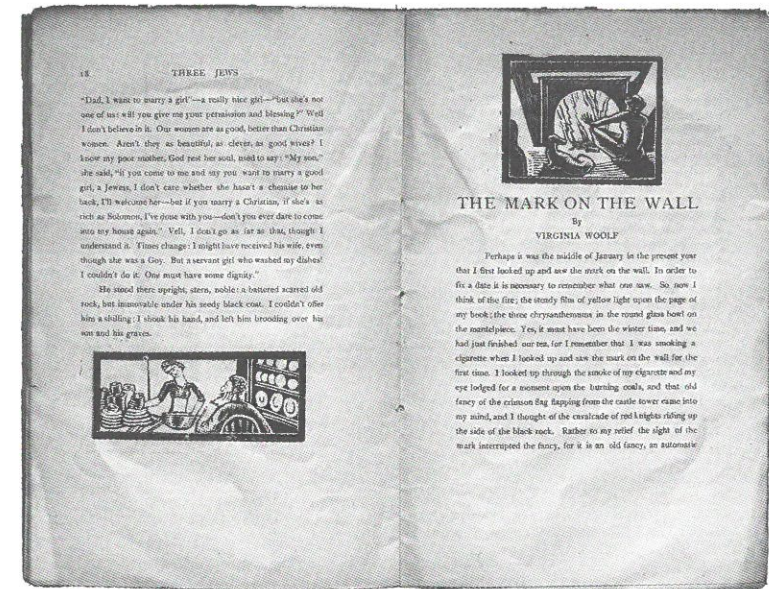 18 THREE JEWS
"Dad, I want to marry a girl"—a really nice girl—"but she's not
one of us: will you give me your permission and blessing?" Well
I don't believe in it. Our women are as good, better than Christian
women. Aren't they as beautiful, as clever, as good wives? I
know my poor mother, God rest her soul, used to say: "My son,"
she said, "if you come to me and say you want to marry a good
girl, a Jewess, I don't care whether she hasn't a chemise to her
back, I'll welcome her—but if you marry a Christian, if she's as
rich as Solomon, I've done with you—don't you ever dare to come
into my house again." Vell, I don't go as far as that, though I
understand it. Times change: I might have received his wife, even
though she was a Goy. But a servant girl who washed my dishes!
I couldn't do it. One must have some dignity."
He stood there upright, stern, noble: a battered scarred old
rock, but immovable under his seedy black coat. I couldn't offer
him a shilling; I shook his hand, and left him brooding over his
son and his graves.
THE MARK ON THE WALL
By
VIRGINIA WOOLF
Perhaps it was the middle of January in the present year
that I first looked up and saw the mark on the wall. In order to
fix a date it is necessary to remember what one saw. So now I
think of the fire; the steady film of yellow light upon the page of
my book; the three chrysanthemums in the round glass bowl on
the mantelpiece. Yes, it must have been the winter time, and we
had just finished our tea, for I remember that I was smoking a
cigarette when I looked up and saw the mark on the wall for the
first time. I looked up through the smoke of my cigarette and my
eye lodged for a moment upon the burning coals, and that old
fancy of the crimson flag flapping from the castle tower came into
my mind, and I thought of the cavalcade of red knights riding up
the side of the black rock. Rather to my relief the sight of the
mark interrupted the fancy, for it is an old fancy, an automatic